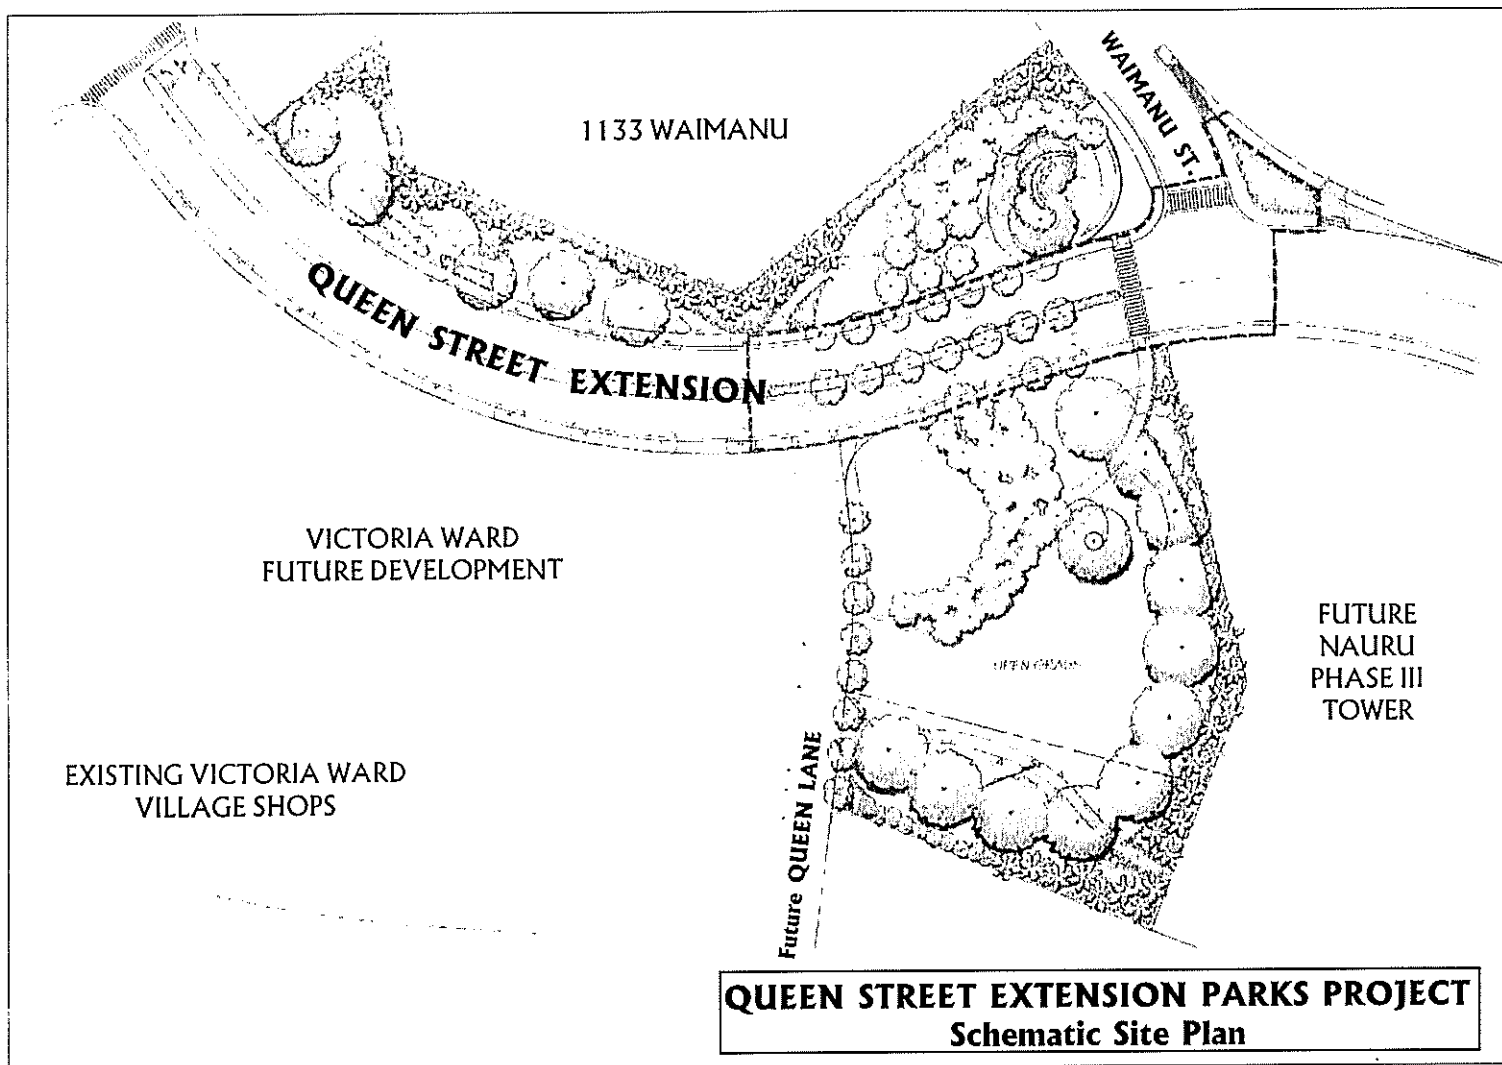 WAIMANU ST.
1133 WAIMANU
QUEEN STREET EXTENSION
VICTORIA WARD
FUTURE DEVELOPMENT
FUTURE
NAURU
PHASE III
TOWER
EXISTING VICTORIA WARD
VILLAGE SHOPS
Future QUEEN LANE
QUEEN STREET EXTENSION PARKS PROJECT
Schematic Site Plan